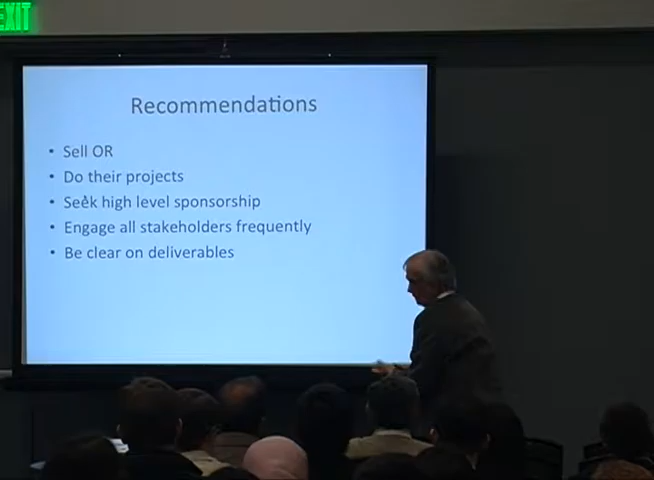 EXIT
Recommendations
• Sell OR
• Do their projects
• Seek high level sponsorship
• Engage all stakeholders frequently
• Be clear on deliverables